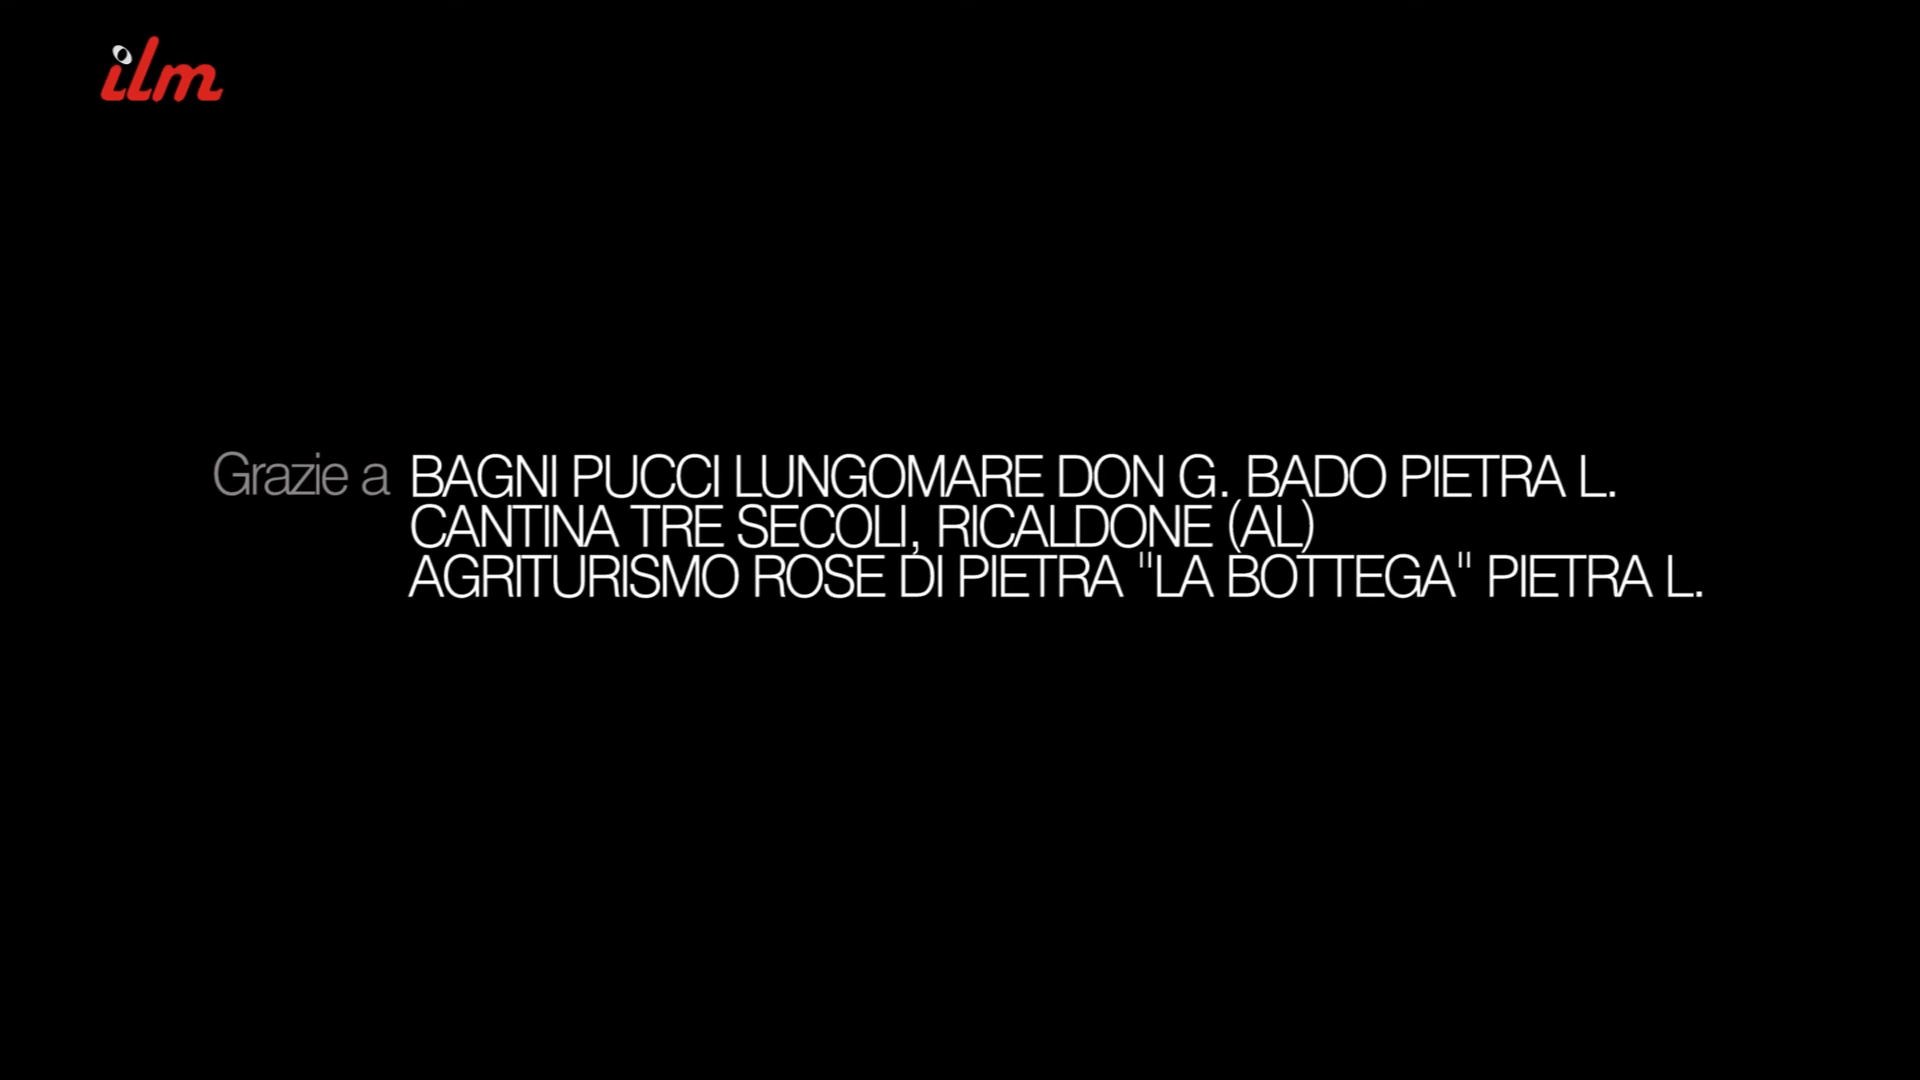 ilm
Grazie a BAGNI PUCCI LUNGOMARE DON G. BADO PIETRA L.
CANTINA TRE SECOLI, RICALDONE (AL)
AGRITURISMO ROSE DI PIETRA "LA BOTTEGA" PIETRA L.